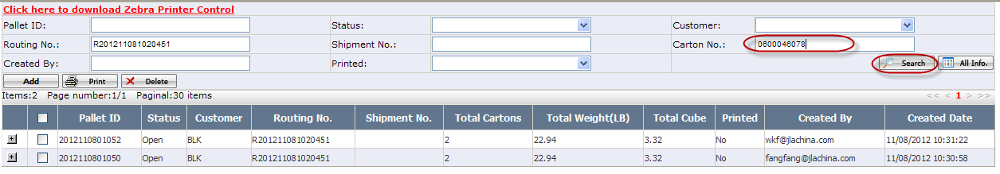 Click here to download Zebra Printer Control
Pallet ID: Status: Customer:
Routing No.: R201211081020451 Shipment No.: Carton No.: 0600046078
Created By: Printed: Search All Info.
Add Print Delete
Items:2 Page number:1/1 Paginal:30 items << < 1 > >>
Pallet ID Status Customer Routing No. Shipment No. Total Cartons Total Weight(LB) Total Cube Printed Created By Created Date
2012110801052 Open BLK R201211081020451 2 22.94 3.32 No wkf@jlachina.com 11/08/2012 10:31:22
2012110801050 Open BLK R201211081020451 2 22.94 3.32 No fangfang@jlachina.com 11/08/2012 10:30:58